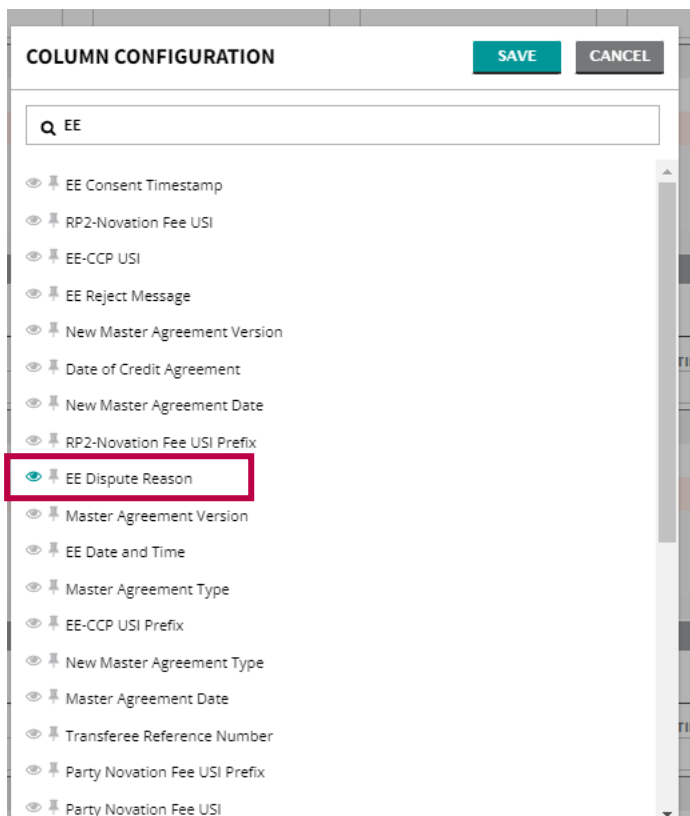 COLUMN CONFIGURATION
SAVE
CANCEL
EE
EE Consent Timestamp
RP2-Novation Fee USI
EE-CCP USI
EE Reject Message
New Master Agreement Version
Date of Credit Agreement
New Master Agreement Date
RP2-Novation Fee USI Prefix
EE Dispute Reason
Master Agreement Version
EE Date and Time
Master Agreement Type
EE-CCP USI Prefix
New Master Agreement Type
Master Agreement Date
Transferee Reference Number
Party Novation Fee USI Prefix
Party Novation Fee USI